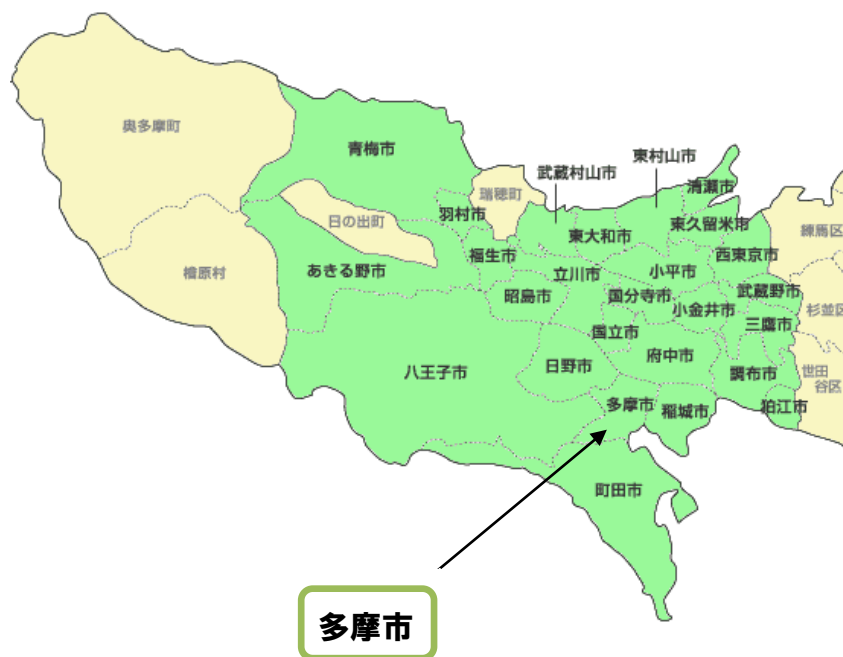 奥多摩町
青梅市
武蔵村山市
東村山市
清瀬市
瑞穂町
羽村市
日の出町
東大和市
東久留米市
練馬区
檜原村
あきる野市
福生市
立川市
小平市
西東京市
昭島市
国分寺市
武蔵野市
小金井市
杉並区
国立市
三鷹市
八王子市
日野市
府中市
調布市
世田
谷区
多摩市
稲城市
狛江市
町田市
多摩市